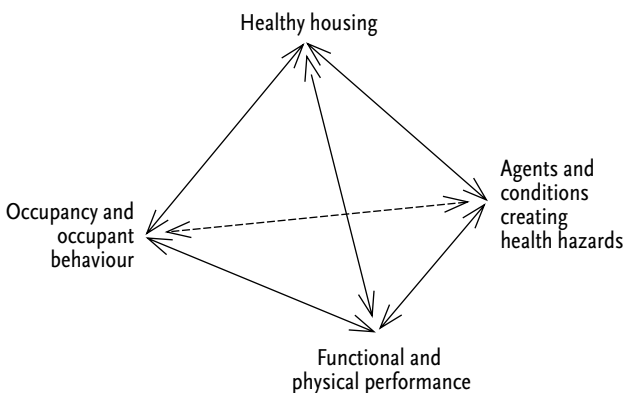 Healthy housing
Agents and
conditions
creating
health hazards
Occupancy and
occupant
behaviour
Functional and
physical performance